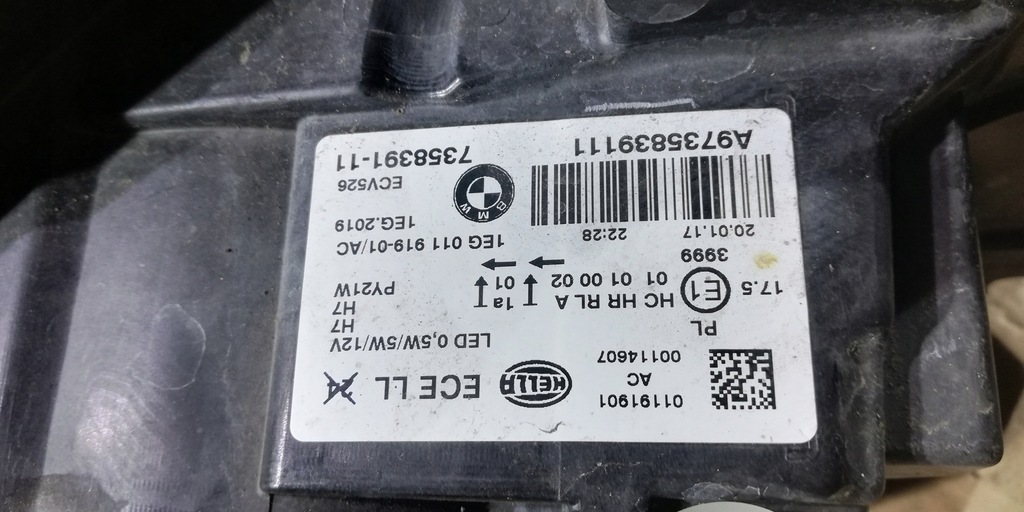 01191901
AC
00114607
HELLA
ECE LL
PL
LED 0,5W/5W/12V
H7
H7
PY21W
17.5
E1
HC HR RL A
1a
01 01 00 02
01
3999
1EG 011 919-01/AC
1EG.2019
20.01.17 22:28
BMW
ECV526
A9735839111
7358391-11